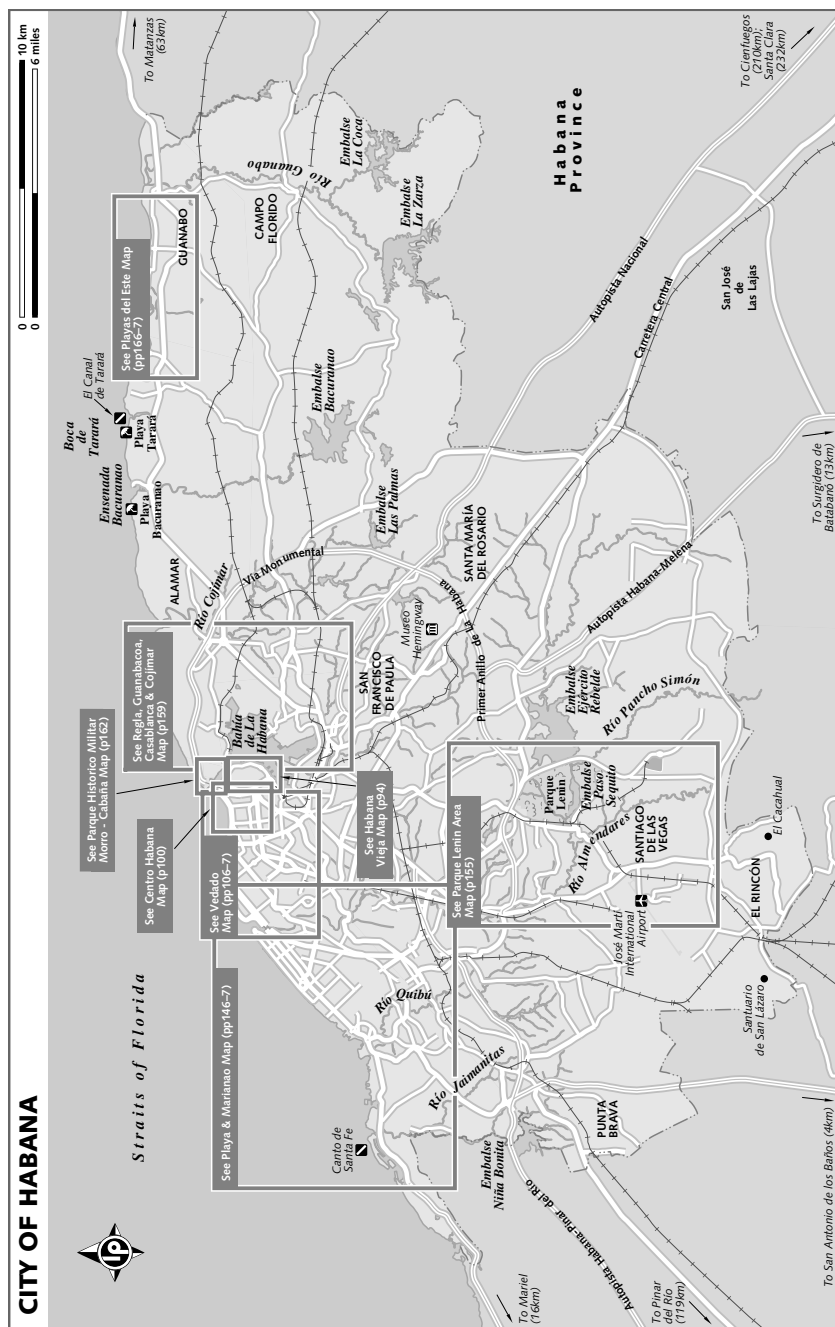 CITY OF HABANA
0
10 km
0
6 miles
Straits of Florida
To Matanzas
(63km)
See Playas del Este Map
(pp166–7)
GUANABO
CAMPO
FLORIDO
Río Guanabo
Embalse
La Coca
Embalse
La Zarza
Habana
Province
To Cienfuegos
(210km);
Santa Clara
(232km)
El Canal
de Tarará
Boca
de
Tarará
Playa
Tarará
Ensenada
Bacuranao
Playa
Bacuranao
Embalse
Bacuranao
Embalse
Las Palmas
Autopista Nacional
Carretera Central
San José
de
Las Lajas
ALAMAR
Río Cojímar
Vía Monumental
See Regla, Guanabacoa,
Casablanca & Cojímar
Map (p159)
See Parque Historico Militar
Morro - Cabaña Map (p162)
See Centro Habana
Map (p100)
See Vedado
Map (pp106–7)
See Playa & Marianao Map (pp146–7)
See Habana
Vieja Map (p94)
See Parque Lenin Area
Map (p155)
Bahía
de La
Habana
SAN
FRANCISCO
DE PAULA
Museo
Hemingway
SANTA MARÍA
DEL ROSARIO
Primer Anillo de La Habana
Autopista Habana-Melena
To Surgidero de
Batabanó (13km)
Embalse
Ejército
Rebelde
Río Pancho Simón
Parque
Lenin
Embalse
Paso
Sequito
Río Almendares
SANTIAGO
DE LAS
VEGAS
José Martí
International
Airport
El Cacahual
EL RINCÓN
Santuario
de San Lázaro
Río Quibú
Río Jaimanitas
Canto de
Santa Fe
Embalse
Niña Bonita
PUNTA
BRAVA
Autopista Habana-Pinar del Río
To Mariel
(16km)
To Pinar
del Río
(119km)
To San Antonio de los Baños (4km)
lp